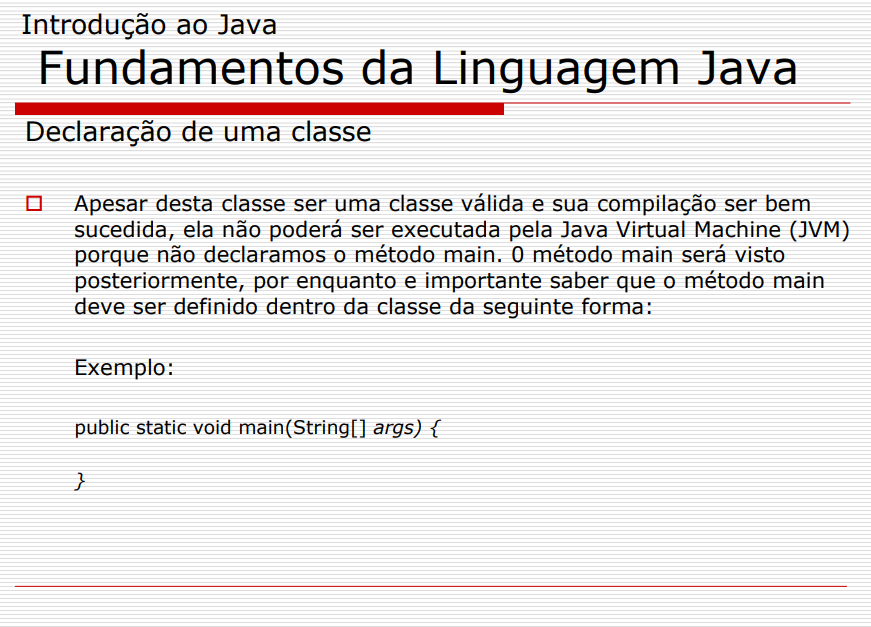 Introdução ao Java
Fundamentos da Linguagem Java
Declaração de uma classe
Apesar desta classe ser uma classe válida e sua compilação ser bem
sucedida, ela não poderá ser executada pela Java Virtual Machine (JVM)
porque não declaramos o método main. 0 método main será visto
posteriormente, por enquanto e importante saber que o método main
deve ser definido dentro da classe da seguinte forma:
Exemplo:
public static void main(String[] args) {
}